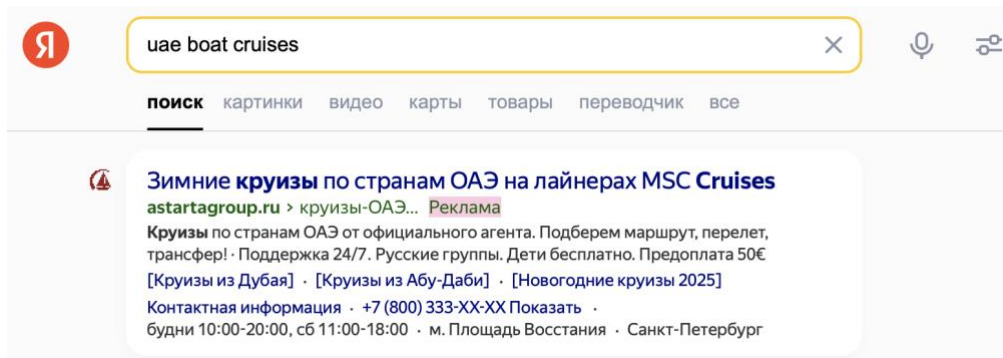 Я
uae boat cruises
поиск картинки видео карты товары переводчик все
Зимние круизы по странам ОАЭ на лайнерах MSC Cruises
astartagroup.ru › круизы-ОАЭ... Реклама
Круизы по странам ОАЭ от официального агента. Подберем маршрут, перелет,
трансфер! · Поддержка 24/7. Русские группы. Дети бесплатно. Предоплата 50€
[Круизы из Дубая] · [Круизы из Абу-Даби] · [Новогодние круизы 2025]
Контактная информация · +7 (800) 333-XX-XX Показать ·
будни 10:00-20:00, сб 11:00-18:00 · м. Площадь Восстания · Санкт-Петербург